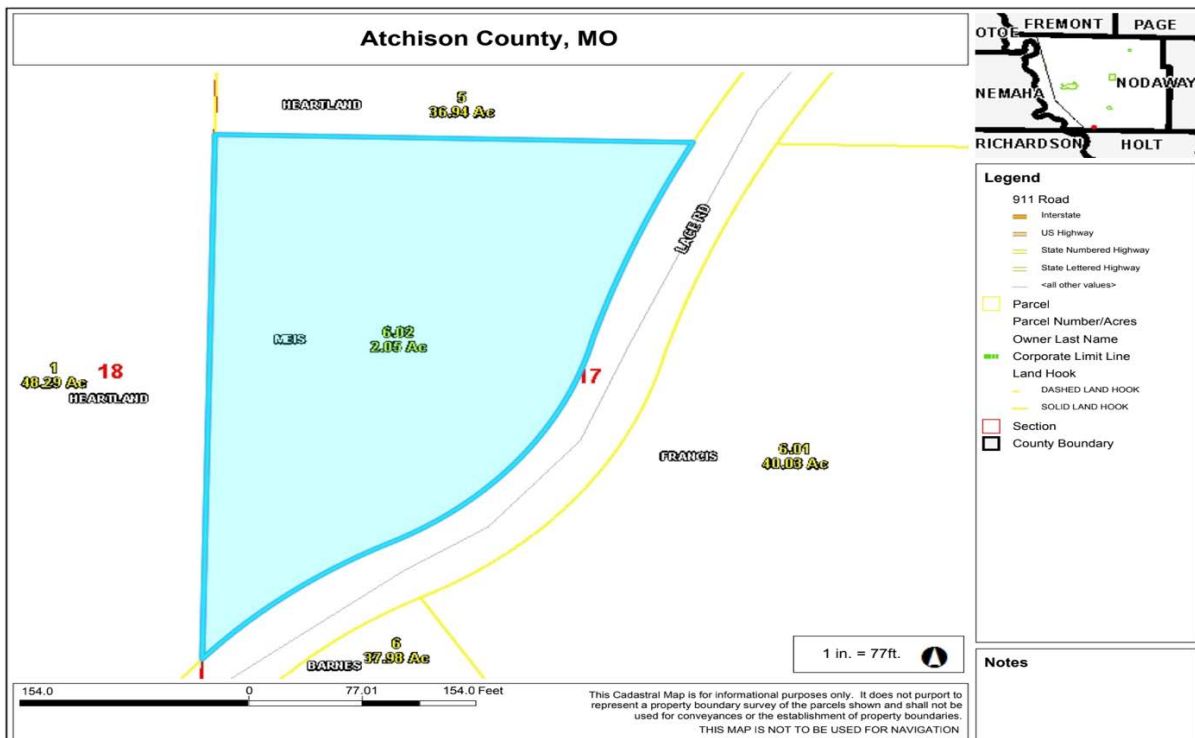 Atchison County, MO
HEARTLAND
5
36.94 Ac
LACE RD
MEIS
6.02
2.05 Ac
1
48.29 Ac
18
HEARTLAND
17
FRANCIS
6.01
40.03 Ac
BARNES
6
37.98 Ac
1 in. = 77ft.
154.0 0 77.01 154.0 Feet
This Cadastral Map is for informational purposes only. It does not purport to
represent a property boundary survey of the parcels shown and shall not be
used for conveyances or the establishment of property boundaries.
THIS MAP IS NOT TO BE USED FOR NAVIGATION
OTOE FREMONT PAGE
NEMAHA NODAWAY
RICHARDSON HOLT
Legend
911 Road
Interstate
US Highway
State Numbered Highway
State Lettered Highway
<all other values>
Parcel
Parcel Number/Acres
Owner Last Name
Corporate Limit Line
Land Hook
DASHED LAND HOOK
SOLID LAND HOOK
Section
County Boundary
Notes